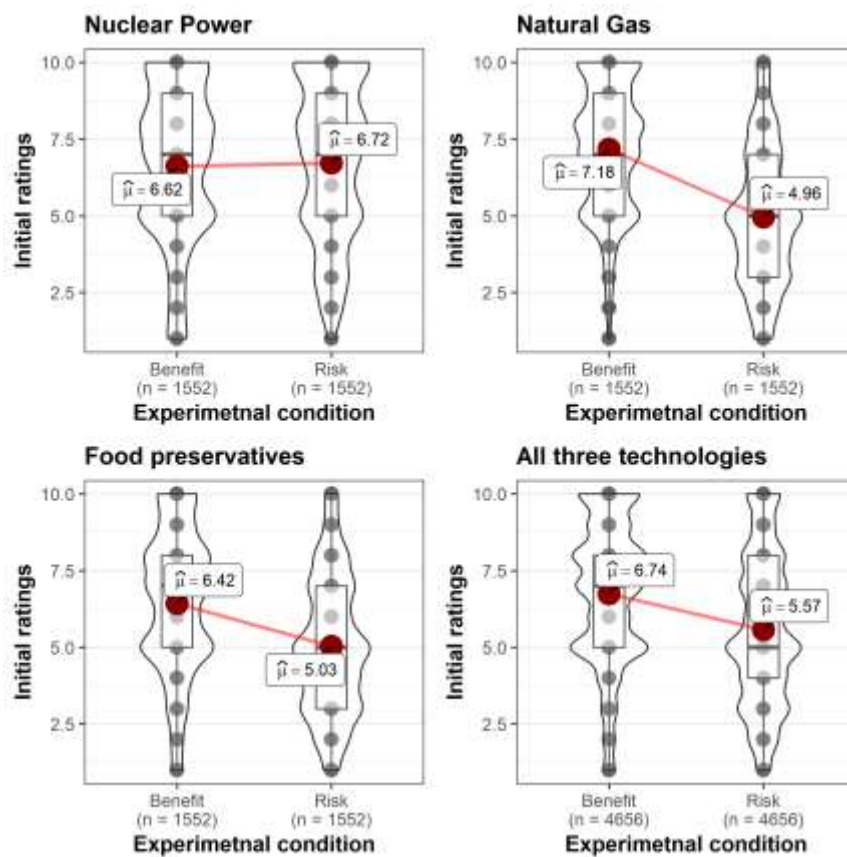 Nuclear Power
Initial ratings
10.0
7.5
5.0
2.5
μ̂ = 6.62
μ̂ = 6.72
Benefit
(n = 1552)
Risk
(n = 1552)
Experimetnal condition
Natural Gas
Initial ratings
10.0
7.5
5.0
2.5
μ̂ = 7.18
μ̂ = 4.96
Benefit
(n = 1552)
Risk
(n = 1552)
Experimetnal condition
Food preservatives
Initial ratings
10.0
7.5
5.0
2.5
μ̂ = 6.42
μ̂ = 5.03
Benefit
(n = 1552)
Risk
(n = 1552)
Experimetnal condition
All three technologies
Initial ratings
10.0
7.5
5.0
2.5
μ̂ = 6.74
μ̂ = 5.57
Benefit
(n = 4656)
Risk
(n = 4656)
Experimetnal condition